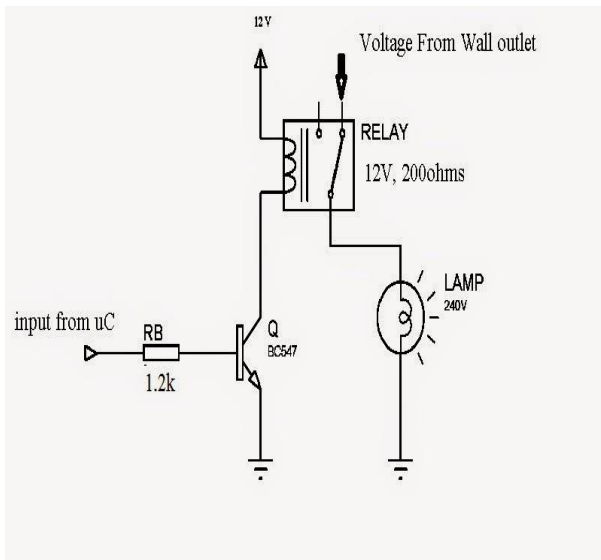 12V
Voltage From Wall outlet
RELAY
12V, 200ohms
LAMP
240V
input from uC
RB
1.2k
Q
BC547